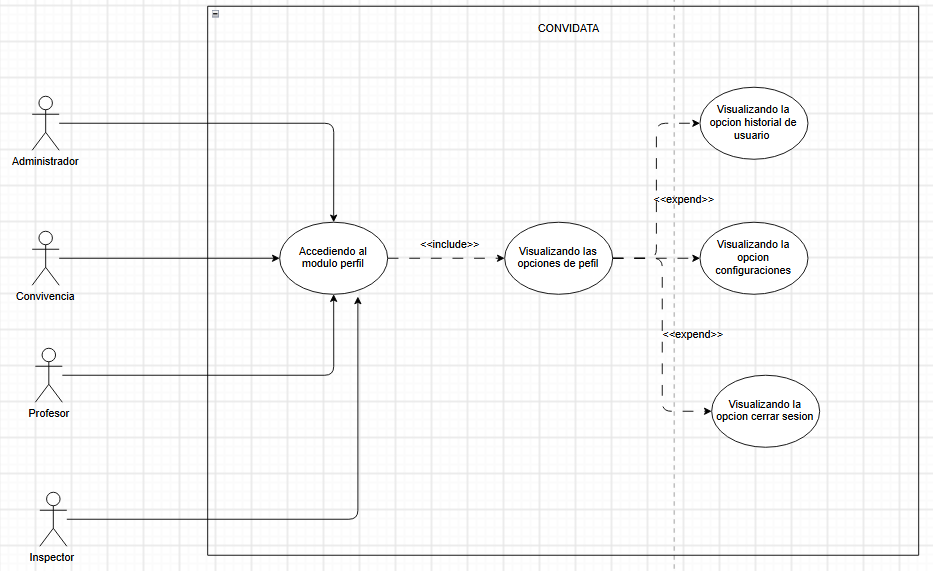 CONVIDATA
Administrador
Convivencia
Profesor
Inspector
Accediendo al
modulo perfil
<<include>>
Visualizando las
opciones de pefil
<<expend>>
<<expend>>
Visualizando la
opcion historial de
usuario
Visualizando la
opcion
configuraciones
Visualizando la
opcion cerrar sesion